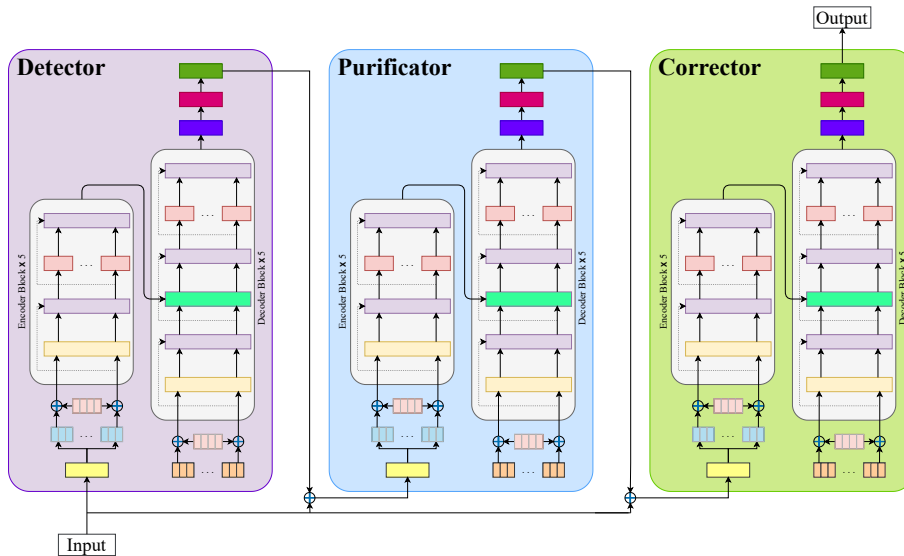 Output
Detector
Purificator
Corrector
Encoder Block x 5
Decoder Block x 5
Encoder Block x 5
Decoder Block x 5
Encoder Block x 5
Decoder Block x 5
...
...
...
...
...
...
...
...
...
...
...
...
Input